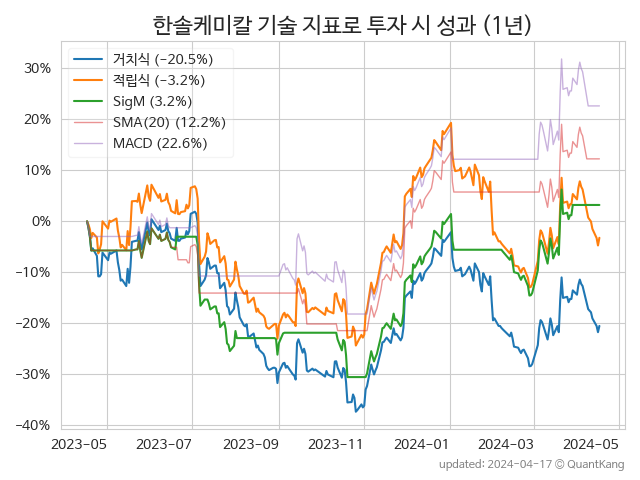 한솔케미칼 기술 지표로 투자 시 성과 (1년)
거치식 (−20.5%)
적립식 (−3.2%)
SigM (3.2%)
SMA(20) (12.2%)
MACD (22.6%)
30%
20%
10%
0%
−10%
−20%
−30%
−40%
2023-05 2023-07 2023-09 2023-11 2024-01 2024-03 2024-05
updated: 2024-04-17 © QuantKang